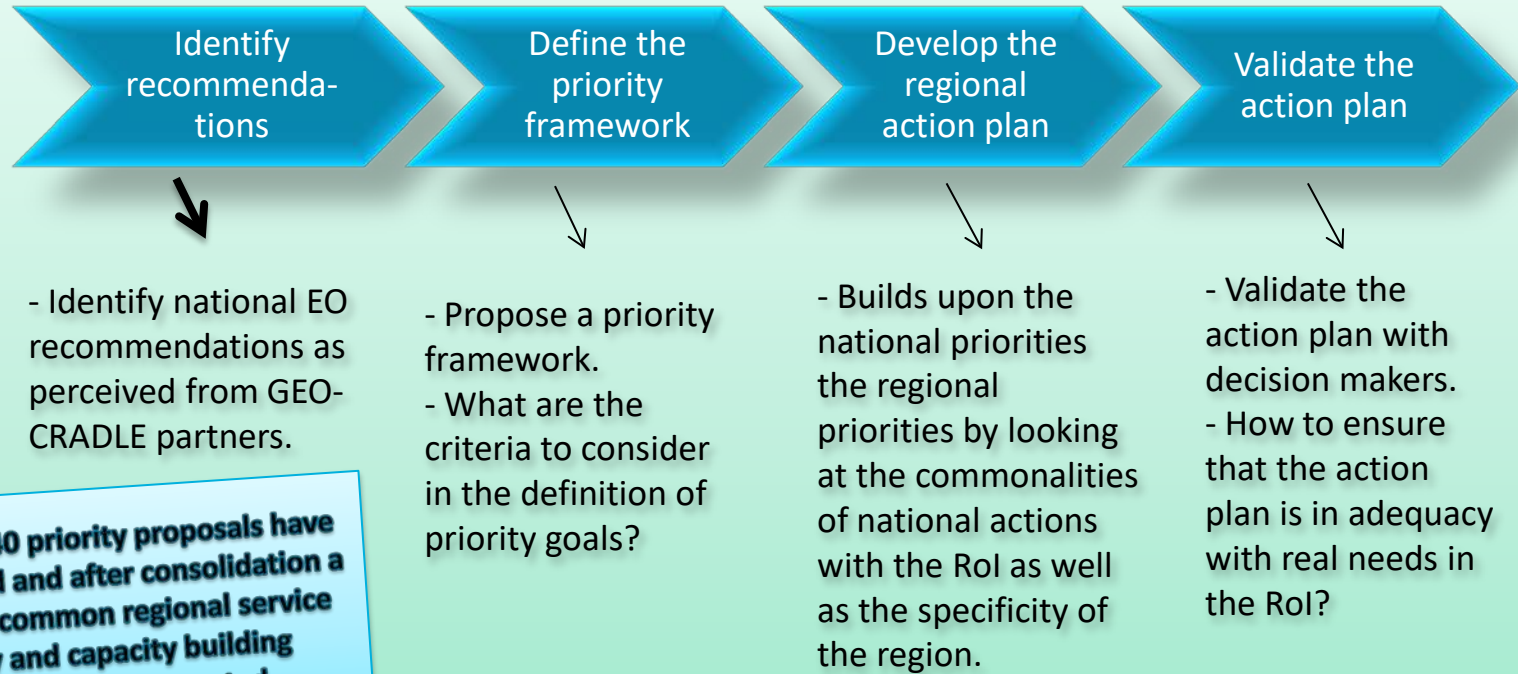 Identify
recommenda-
tions
Define the
priority
framework
Develop the
regional
action plan
Validate the
action plan
- Identify national EO
recommendations as
perceived from GEO-
CRADLE partners.
- Propose a priority
framework.
- What are the
criteria to consider
in the definition of
priority goals?
- Builds upon the
national priorities
the regional
priorities by looking
at the commonalities
of national actions
with the RoI as well
as the specificity of
the region.
- Validate the
action plan with
decision makers.
- How to ensure
that the action
plan is in adequacy
with real needs in
the RoI?
40 priority proposals have
and after consolidation a
common regional service
and capacity building